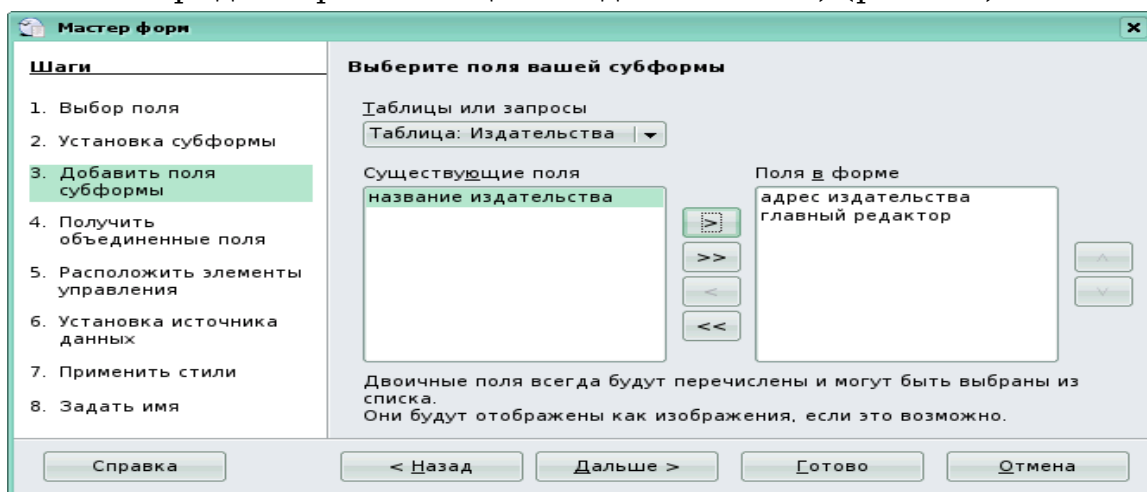 Мастер форм
Шаги
1. Выбор поля
2. Установка субформы
3. Добавить поля
субформы
4. Получить
объединенные поля
5. Расположить элементы
управления
6. Установка источника
данных
7. Применить стили
8. Задать имя
Выберите поля вашей субформы
Таблицы или запросы
Таблица: Издательства
Существующие поля
название издательства
>
>>
<
<<
Поля в форме
адрес издательства
главный редактор
Двоичные поля всегда будут перечислены и могут быть выбраны из
списка.
Они будут отображены как изображения, если это возможно.
Справка
< Назад
Дальше >
Готово
Отмена